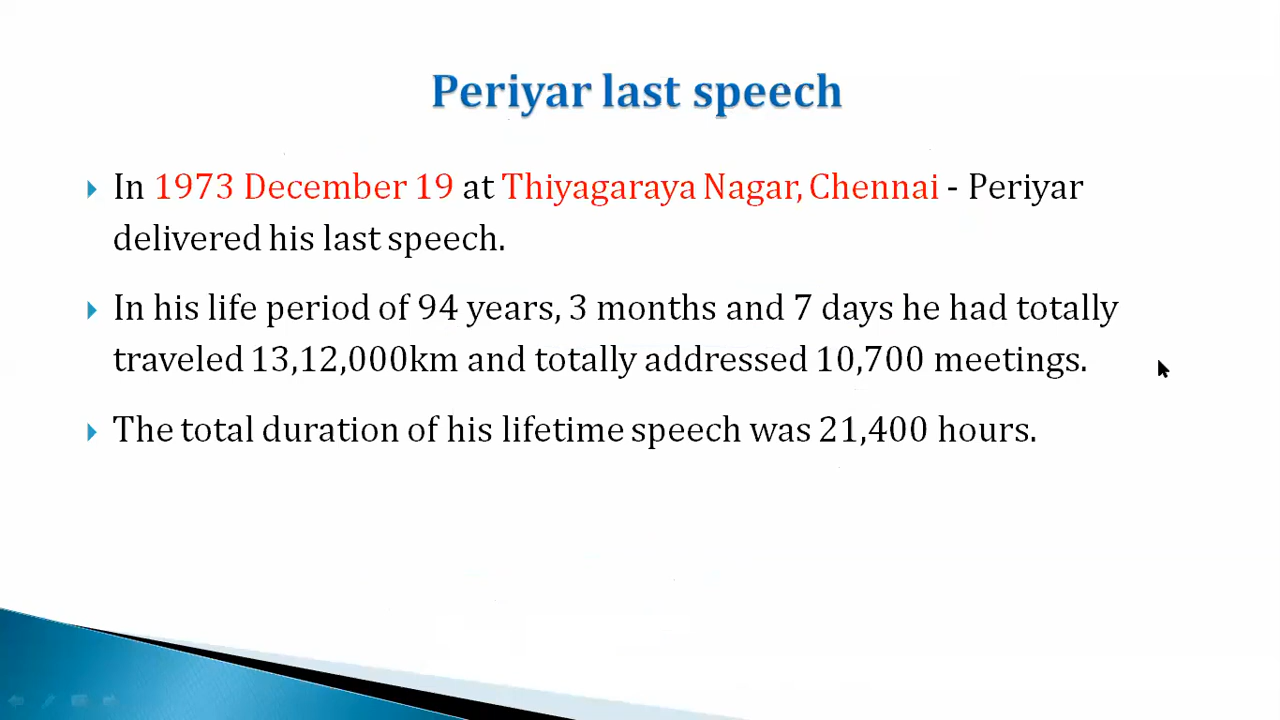 Periyar last speech
In 1973 December 19 at Thiyagaraya Nagar, Chennai - Periyar
delivered his last speech.
In his life period of 94 years, 3 months and 7 days he had totally
traveled 13,12,000km and totally addressed 10,700 meetings.
The total duration of his lifetime speech was 21,400 hours.